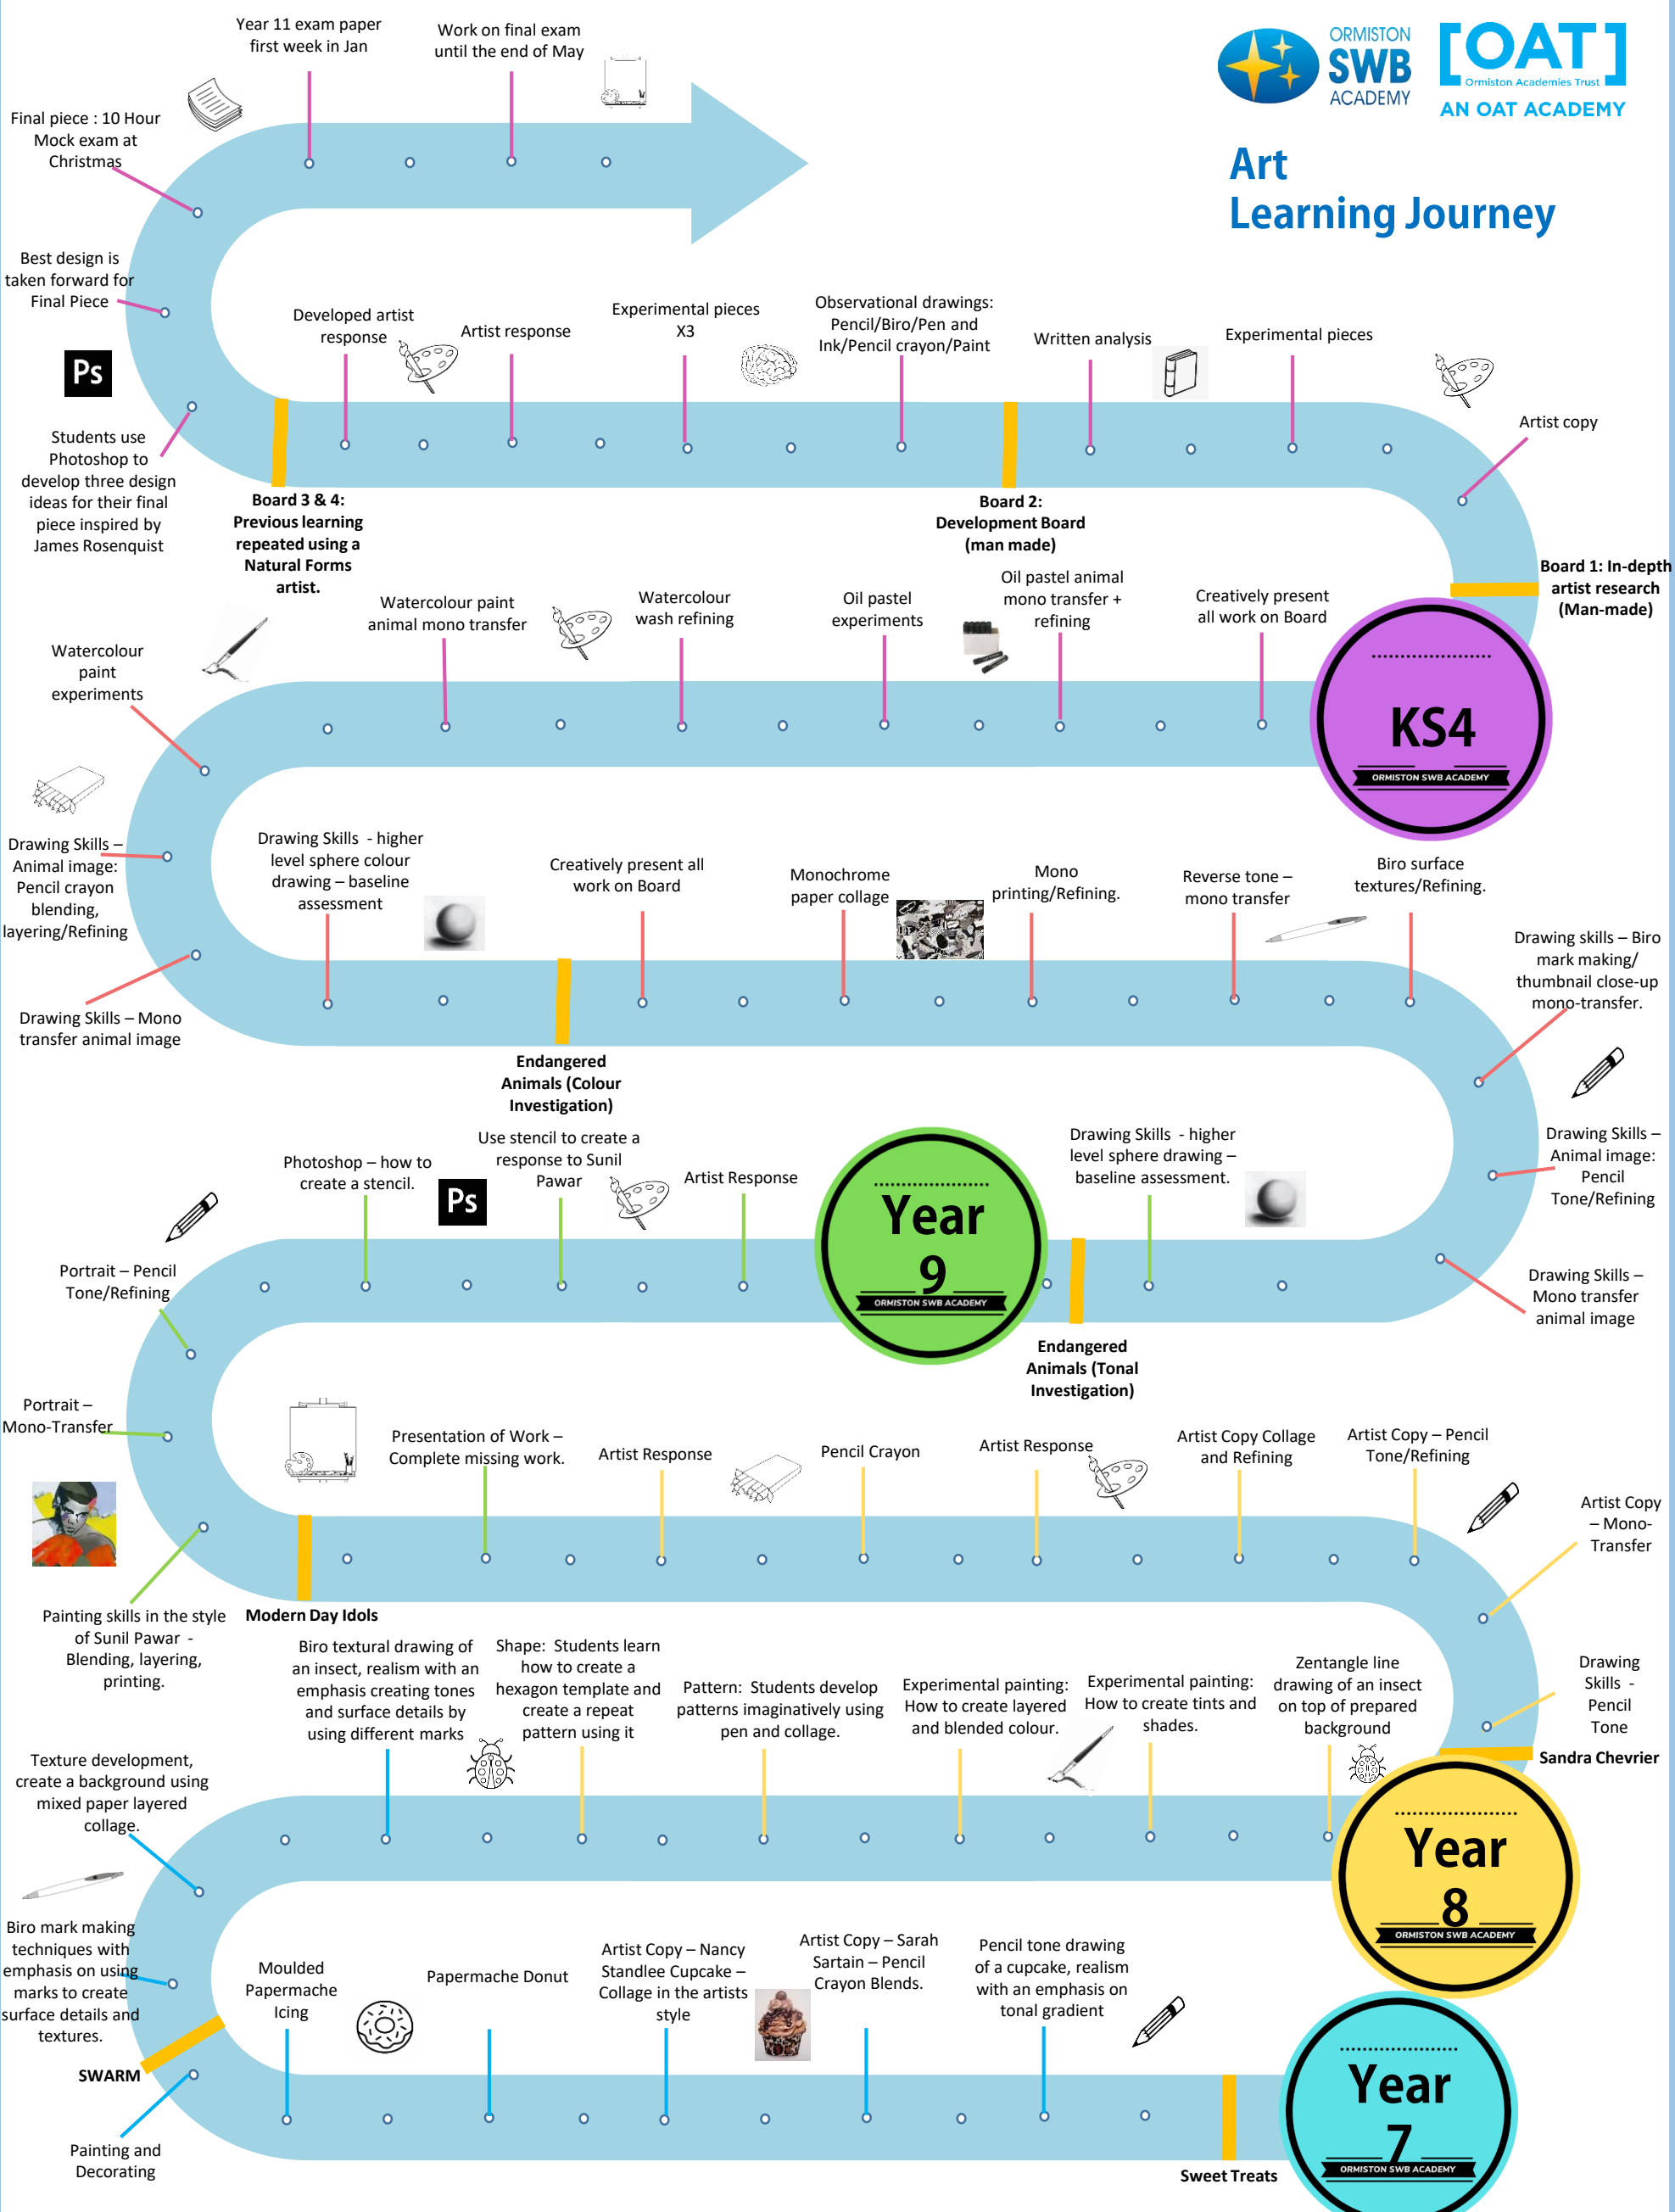 Year 11 exam paper
first week in Jan
Work on final exam
until the end of May
ORMISTON
SWB
ACADEMY
[OAT]
Ormiston Academies Trust
AN OAT ACADEMY
Art
Learning Journey
Final piece : 10 Hour
Mock exam at
Christmas
Best design is
taken forward for
Final Piece
Ps
Students use
Photoshop to
develop three design
ideas for their final
piece inspired by
James Rosenquist
Developed artist
response
Artist response
Experimental pieces
X3
Observational drawings:
Pencil/Biro/Pen and
Ink/Pencil crayon/Paint
Written analysis
Experimental pieces
Artist copy
Board 3 & 4:
Previous learning
repeated using a
Natural Forms
artist.
Board 2:
Development Board
(man made)
Board 1: In-depth
artist research
(Man-made)
Watercolour
paint
experiments
Watercolour paint
animal mono transfer
Watercolour
wash refining
Oil pastel
experiments
Oil pastel animal
mono transfer +
refining
Creatively present
all work on Board
KS4
ORMISTON SWB ACADEMY
Drawing Skills –
Animal image:
Pencil crayon
blending,
layering/Refining
Drawing Skills – Mono
transfer animal image
Drawing Skills - higher
level sphere colour
drawing – baseline
assessment
Creatively present all
work on Board
Monochrome
paper collage
Mono
printing/Refining.
Reverse tone –
mono transfer
Biro surface
textures/Refining.
Drawing skills – Biro
mark making/
thumbnail close-up
mono-transfer.
Endangered
Animals (Colour
Investigation)
Drawing Skills –
Animal image:
Pencil
Tone/Refining
Drawing Skills –
Mono transfer
animal image
Photoshop – how to
create a stencil.
Ps
Use stencil to create a
response to Sunil
Pawar
Artist Response
Year
9
ORMISTON SWB ACADEMY
Drawing Skills - higher
level sphere drawing –
baseline assessment.
Endangered
Animals (Tonal
Investigation)
Portrait – Pencil
Tone/Refining
Portrait –
Mono-Transfer
Painting skills in the style
of Sunil Pawar -
Blending, layering,
printing.
Modern Day Idols
Presentation of Work –
Complete missing work.
Artist Response
Pencil Crayon
Artist Response
Artist Copy Collage
and Refining
Artist Copy – Pencil
Tone/Refining
Artist Copy
– Mono-
Transfer
Drawing
Skills -
Pencil
Tone
Sandra Chevrier
Texture development,
create a background using
mixed paper layered
collage.
Biro textural drawing of
an insect, realism with an
emphasis creating tones
and surface details by
using different marks
Shape: Students learn
how to create a
hexagon template and
create a repeat
pattern using it
Pattern: Students develop
patterns imaginatively using
pen and collage.
Experimental painting:
How to create layered
and blended colour.
Experimental painting:
How to create tints and
shades.
Zentangle line
drawing of an insect
on top of prepared
background
Year
8
ORMISTON SWB ACADEMY
Biro mark making
techniques with
emphasis on using
marks to create
surface details and
textures.
SWARM
Painting and
Decorating
Moulded
Papermache
Icing
Papermache Donut
Artist Copy – Nancy
Standlee Cupcake –
Collage in the artists
style
Artist Copy – Sarah
Sartain – Pencil
Crayon Blends.
Pencil tone drawing
of a cupcake, realism
with an emphasis on
tonal gradient
Sweet Treats
Year
7
ORMISTON SWB ACADEMY